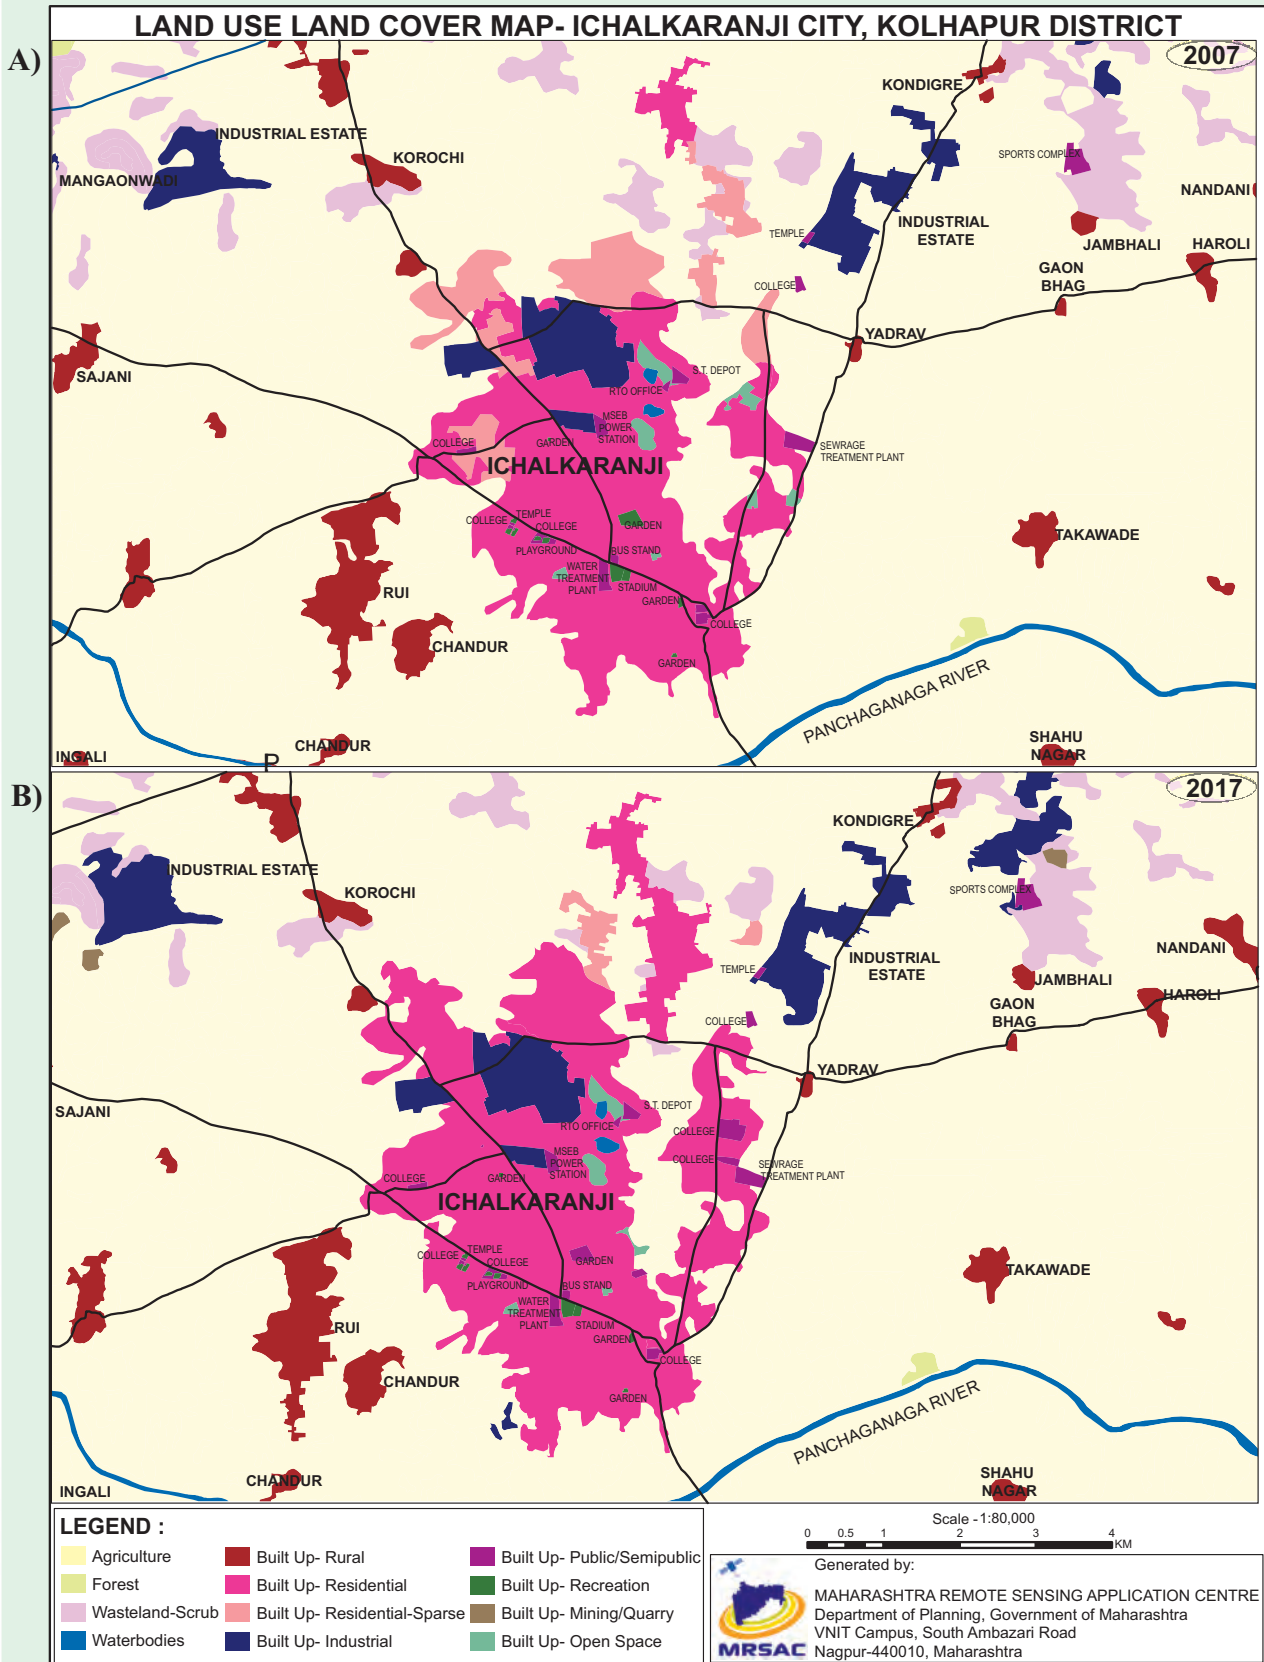 LAND USE LAND COVER MAP- ICHALKARANJI CITY, KOLHAPUR DISTRICT
A)
2007
KONDIGRE
INDUSTRIAL ESTATE
KOROCHI
SPORTS COMPLEX
MANGAONWADI
NANDANI
INDUSTRIAL
ESTATE
TEMPLE
JAMBHALI
HAROLI
GAON
BHAG
COLLEGE
YADRAV
SAJANI
S.T. DEPOT
RTO OFFICE
MSEB
POWER
STATION
COLLEGE
GARDEN
SEWRAGE
TREATMENT PLANT
ICHALKARANJI
TEMPLE
COLLEGE
COLLEGE
GARDEN
TAKAWADE
PLAYGROUND
BUS STAND
WATER
TREATMENT
PLANT
STADIUM
RUI
GARDEN
COLLEGE
CHANDUR
GARDEN
PANCHAGANAGA RIVER
SHAHU
NAGAR
CHANDUR
INGALI
P
B)
2017
KONDIGRE
INDUSTRIAL ESTATE
KOROCHI
SPORTS COMPLEX
NANDANI
INDUSTRIAL
ESTATE
TEMPLE
JAMBHALI
HAROLI
GAON
BHAG
COLLEGE
YADRAV
SAJANI
S.T. DEPOT
RTO OFFICE
COLLEGE
MSEB
POWER
STATION
COLLEGE
SEWRAGE
TREATMENT PLANT
COLLEGE
GARDEN
ICHALKARANJI
TEMPLE
COLLEGE
COLLEGE
GARDEN
TAKAWADE
PLAYGROUND
BUS STAND
WATER
TREATMENT
PLANT
STADIUM
RUI
GARDEN
COLLEGE
CHANDUR
GARDEN
PANCHAGANAGA RIVER
SHAHU
NAGAR
CHANDUR
INGALI
LEGEND :
Agriculture
Forest
Wasteland-Scrub
Waterbodies
Built Up- Rural
Built Up- Residential
Built Up- Residential-Sparse
Built Up- Industrial
Built Up- Public/Semipublic
Built Up- Recreation
Built Up- Mining/Quarry
Built Up- Open Space
Scale -1:80,000
0 0.5 1 2 3 4
KM
Generated by:
MAHARASHTRA REMOTE SENSING APPLICATION CENTRE
Department of Planning, Government of Maharashtra
VNIT Campus, South Ambazari Road
Nagpur-440010, Maharashtra
MRSAC